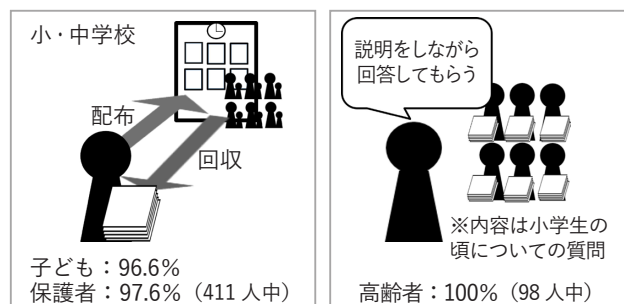 小・中学校
配布
回収
子ども：96.6%
保護者：97.6%（411 人中）
説明をしながら
回答してもらう
※内容は小学生の
頃についての質問
高齢者：100%（98 人中）